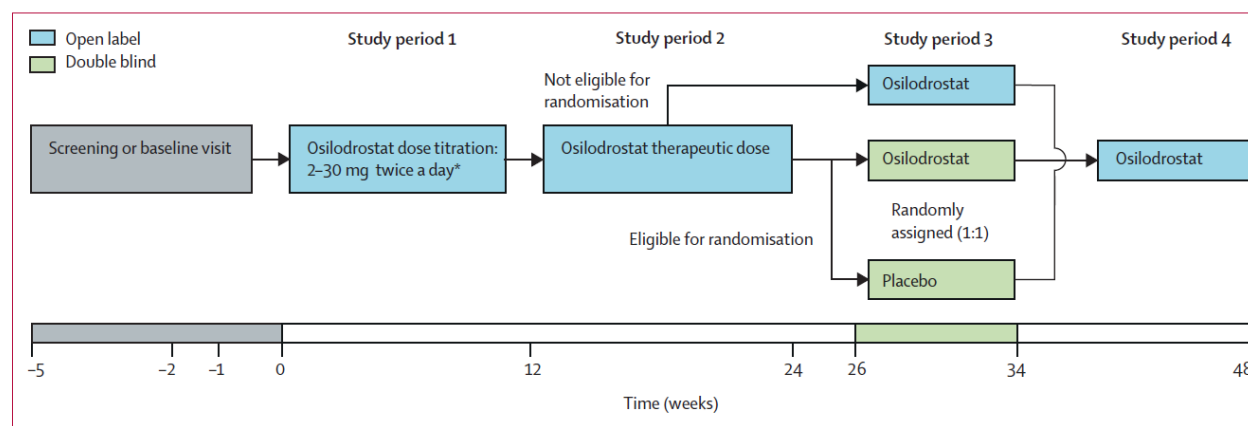 Open label
Double blind
Study period 1
Study period 2
Study period 3
Study period 4
Not eligible for
randomisation
Osilodrostat
Screening or baseline visit
Osilodrostat dose titration:
2–30 mg twice a day*
Osilodrostat therapeutic dose
Osilodrostat
Osilodrostat
Randomly
assigned (1:1)
Eligible for randomisation
Placebo
–5
–2
–1
0
12
24
26
34
48
Time (weeks)